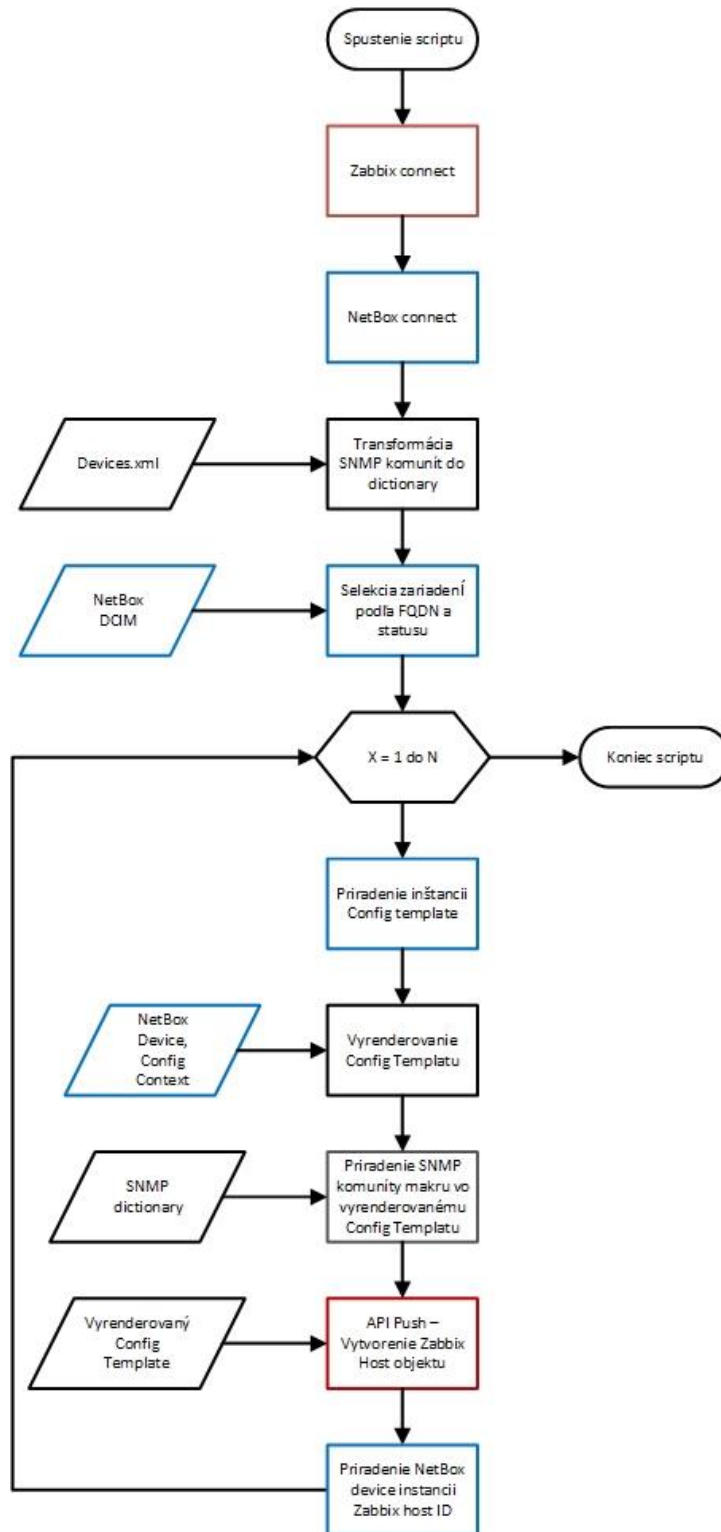 Spustenie scriptu
Zabbix connect
NetBox connect
Devices.xml
Transformácia
SNMP komunít do
dictionary
NetBox
DCIM
Selekcia zariadenÍ
podľa FQDN a
statusu
X = 1 do N
Koniec scriptu
Priradenie inštancii
Config template
NetBox
Device,
Config
Context
Vyrenderovanie
Config Templatu
SNMP
dictionary
Priradenie SNMP
komunity makru vo
vyrenderovanému
Config Templatu
Vyrenderovaný
Config
Template
API Push –
Vytvorenie Zabbix
Host objektu
Priradenie NetBox
device instancii
Zabbix host ID